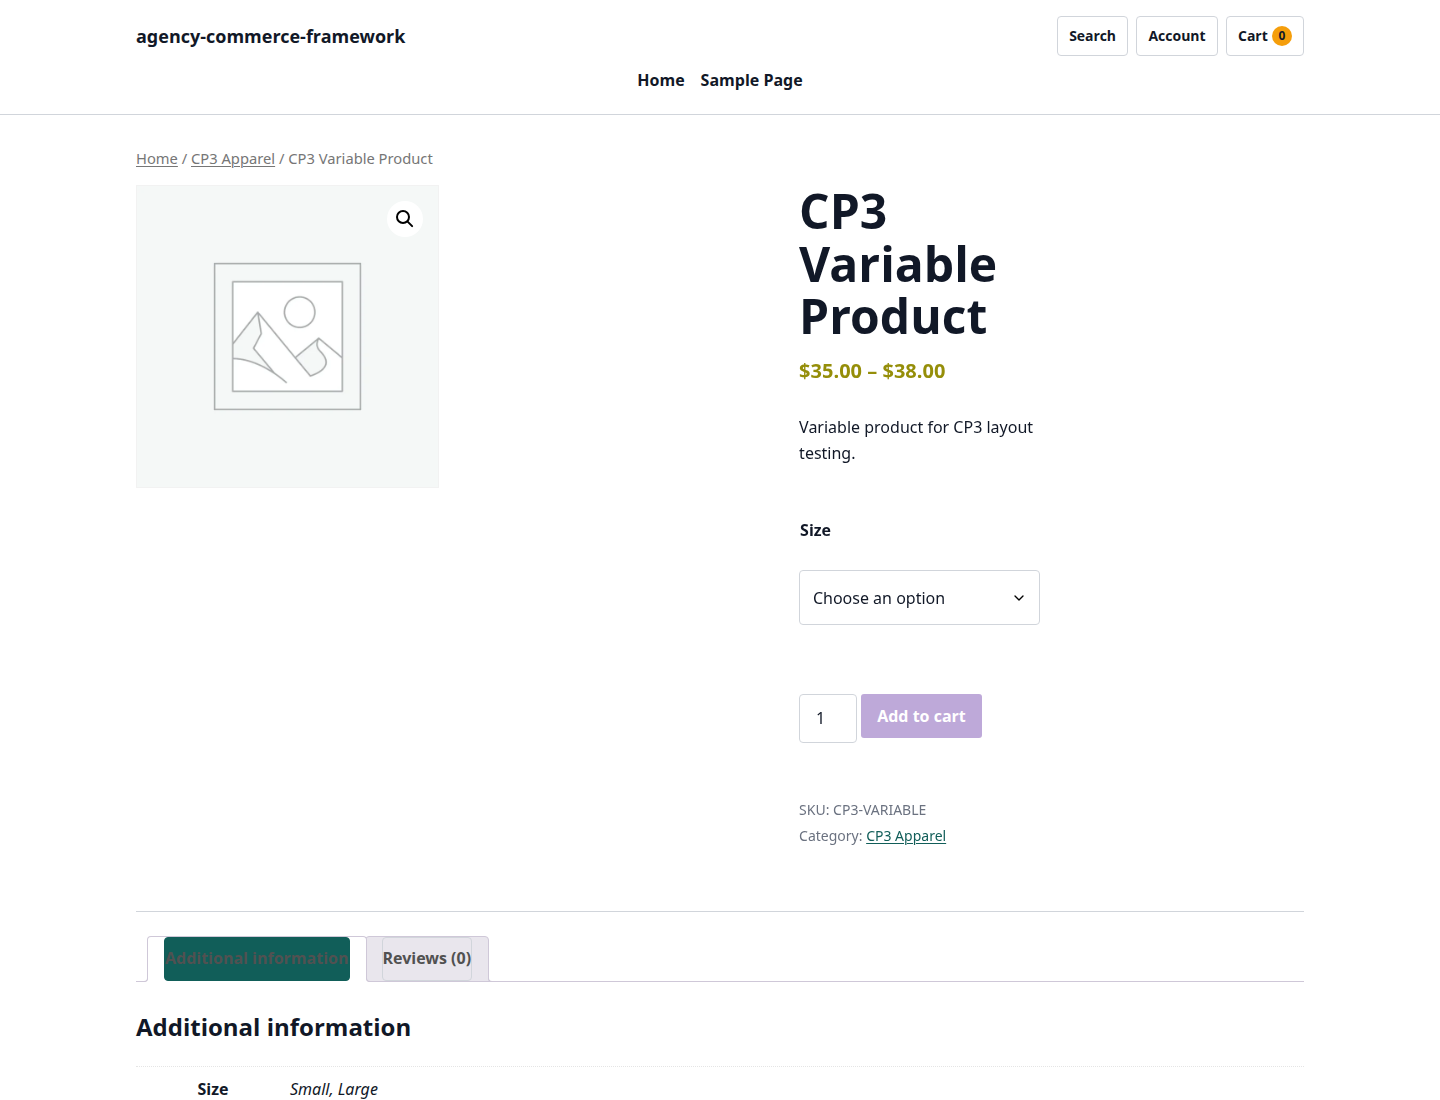 agency-commerce-framework
Search
Account
Cart 0
Home
Sample Page
Home / CP3 Apparel / CP3 Variable Product
CP3
Variable
Product
$35.00 – $38.00
Variable product for CP3 layout
testing.
Size
Choose an option
1
Add to cart
SKU: CP3-VARIABLE
Category: CP3 Apparel
Additional information
Reviews (0)
Additional information
Size
Small, Large